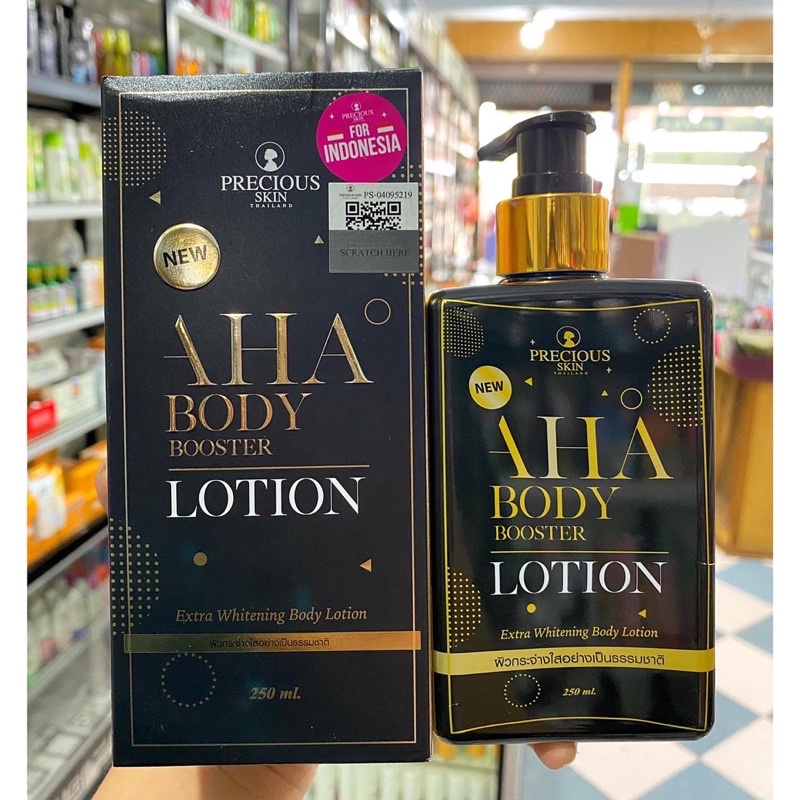 PRECIOUS
SKIN
THAILAND
PRECIOUS
SKIN
FOR
INDONESIA
PS-04095219
SCRATCH HERE
NEW
AHA
BODY
BOOSTER
LOTION
Extra Whitening Body Lotion
ผิวกระจ่างใสอย่างเป็นธรรมชาติ
250 ml.
PRECIOUS
SKIN
THAILAND
NEW
AHA
BODY
BOOSTER
LOTION
Extra Whitening Body Lotion
ผิวกระจ่างใสอย่างเป็นธรรมชาติ
250 ml.